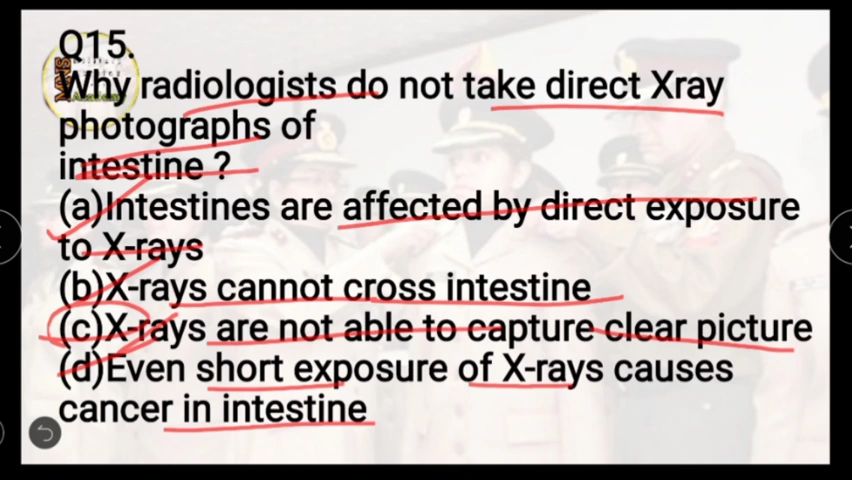 Q15.
Why radiologists do not take direct Xray
photographs of
intestine ?
(a)Intestines are affected by direct exposure
to X-rays
(b)X-rays cannot cross intestine
(c)X-rays are not able to capture clear picture
(d)Even short exposure of X-rays causes
cancer in intestine